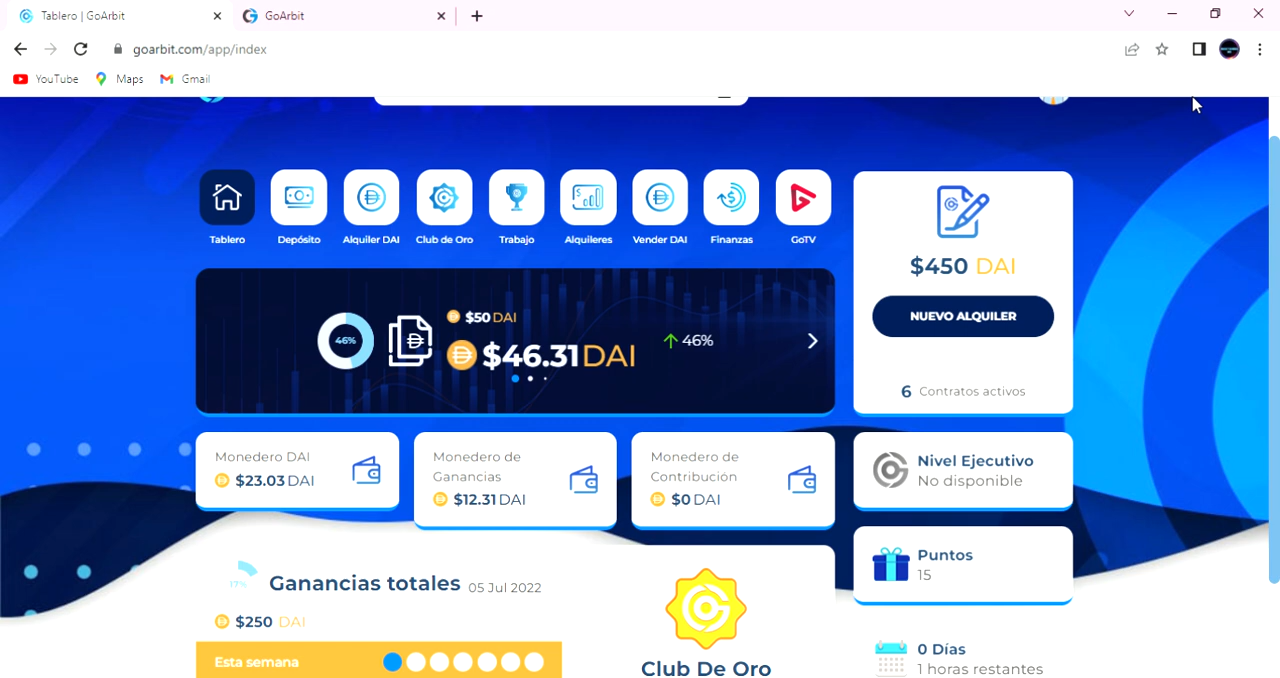 Tablero | GoArbit
GoArbit
goarbit.com/app/index
YouTube
Maps
Gmail
Tablero
Depósito
Alquiler DAI
Club de Oro
Trabajo
Alquileres
Vender DAI
Finanzas
GoTV
$450 DAI
NUEVO ALQUILER
6 Contratos activos
46%
$50 DAI
$46.31 DAI
46%
Monedero DAI
$23.03 DAI
Monedero de
Ganancias
$12.31 DAI
Monedero de
Contribución
$0 DAI
Nivel Ejecutivo
No disponible
Puntos
15
17%
Ganancias totales 05 Jul 2022
$250 DAI
Esta semana
Club De Oro
0 Días
1 horas restantes